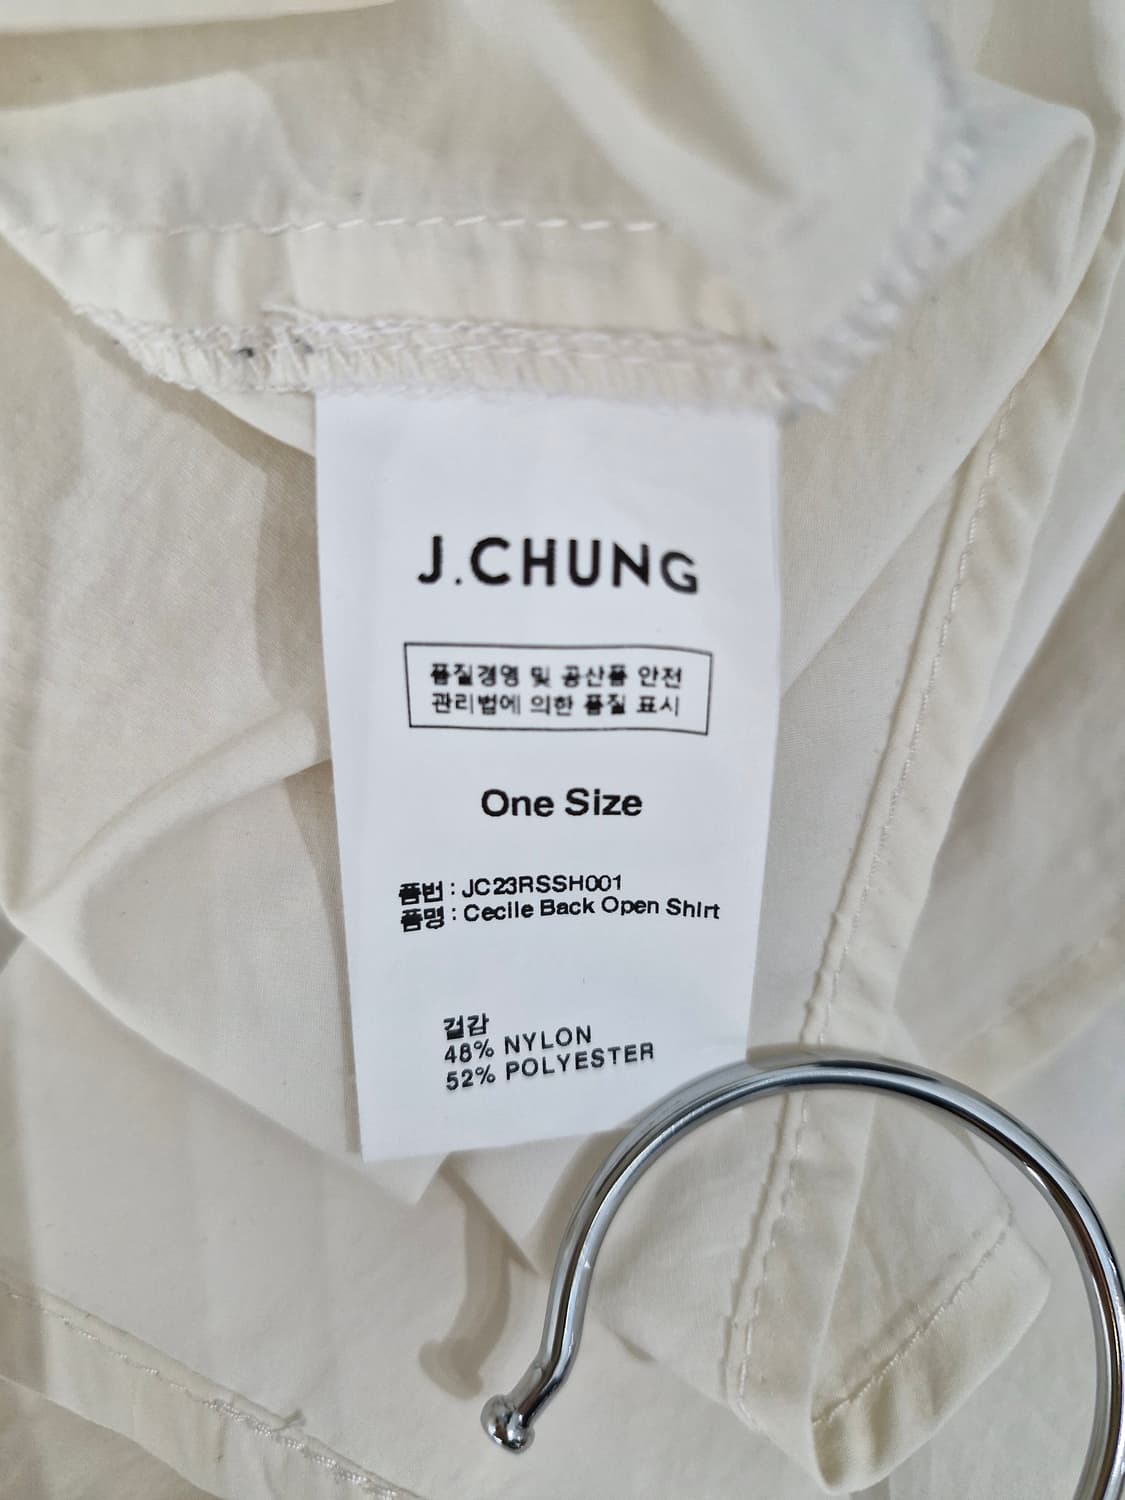 J.CHUNG
품질경영 및 공산품 안전
관리법에 의한 품질 표시
One Size
품번 : JC23RSSH001
품명 : Cecile Back Open Shirt
겉감
48% NYLON
52% POLYESTER